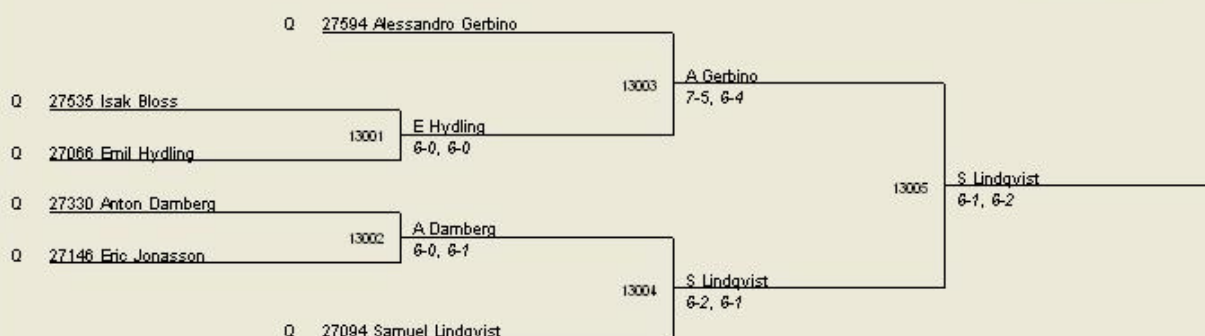 Q 27594 Alessandro Gerbino
13003 A Gerbino
7-5, 6-4
Q 27535 Isak Bloss
13001 E Hydling
6-0, 6-0
Q 27066 Emil Hydling
13005 S Lindqvist
6-1, 6-2
Q 27330 Anton Damberg
13002 A Damberg
6-0, 6-1
Q 27146 Eric Jonasson
13004 S Lindqvist
6-2, 6-1
Q 27094 Samuel Lindqvist